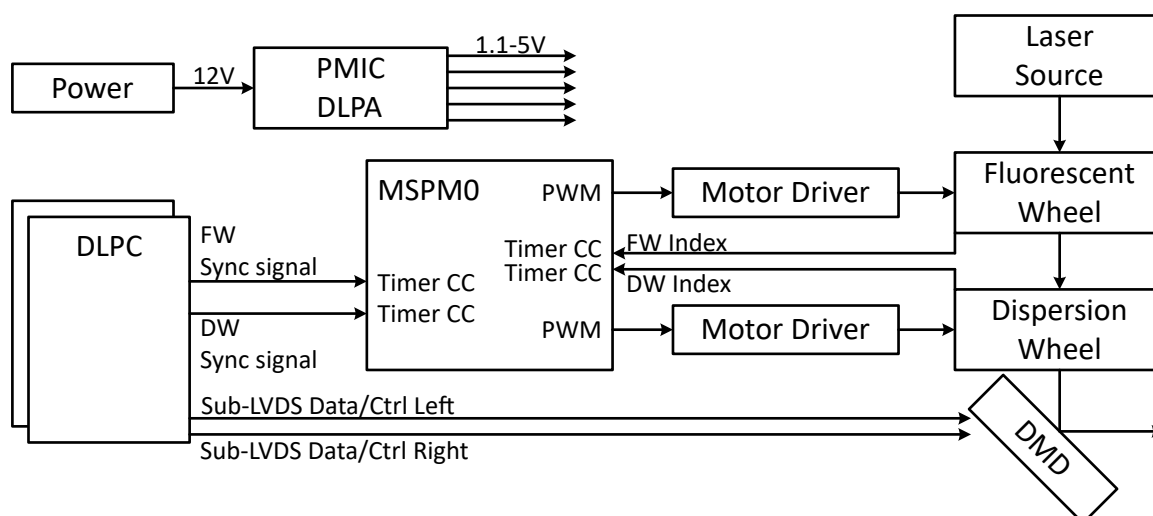 1.1-5V
Laser
Source
Power
12V
PMIC
DLPA
MSPM0
PWM
Motor Driver
Fluorescent
Wheel
DLPC
FW
Sync signal
Timer CC
FW Index
Timer CC
DW Index
Timer CC
Timer CC
DW
Sync signal
PWM
Motor Driver
Dispersion
Wheel
Sub-LVDS Data/Ctrl Left
Sub-LVDS Data/Ctrl Right
DMD